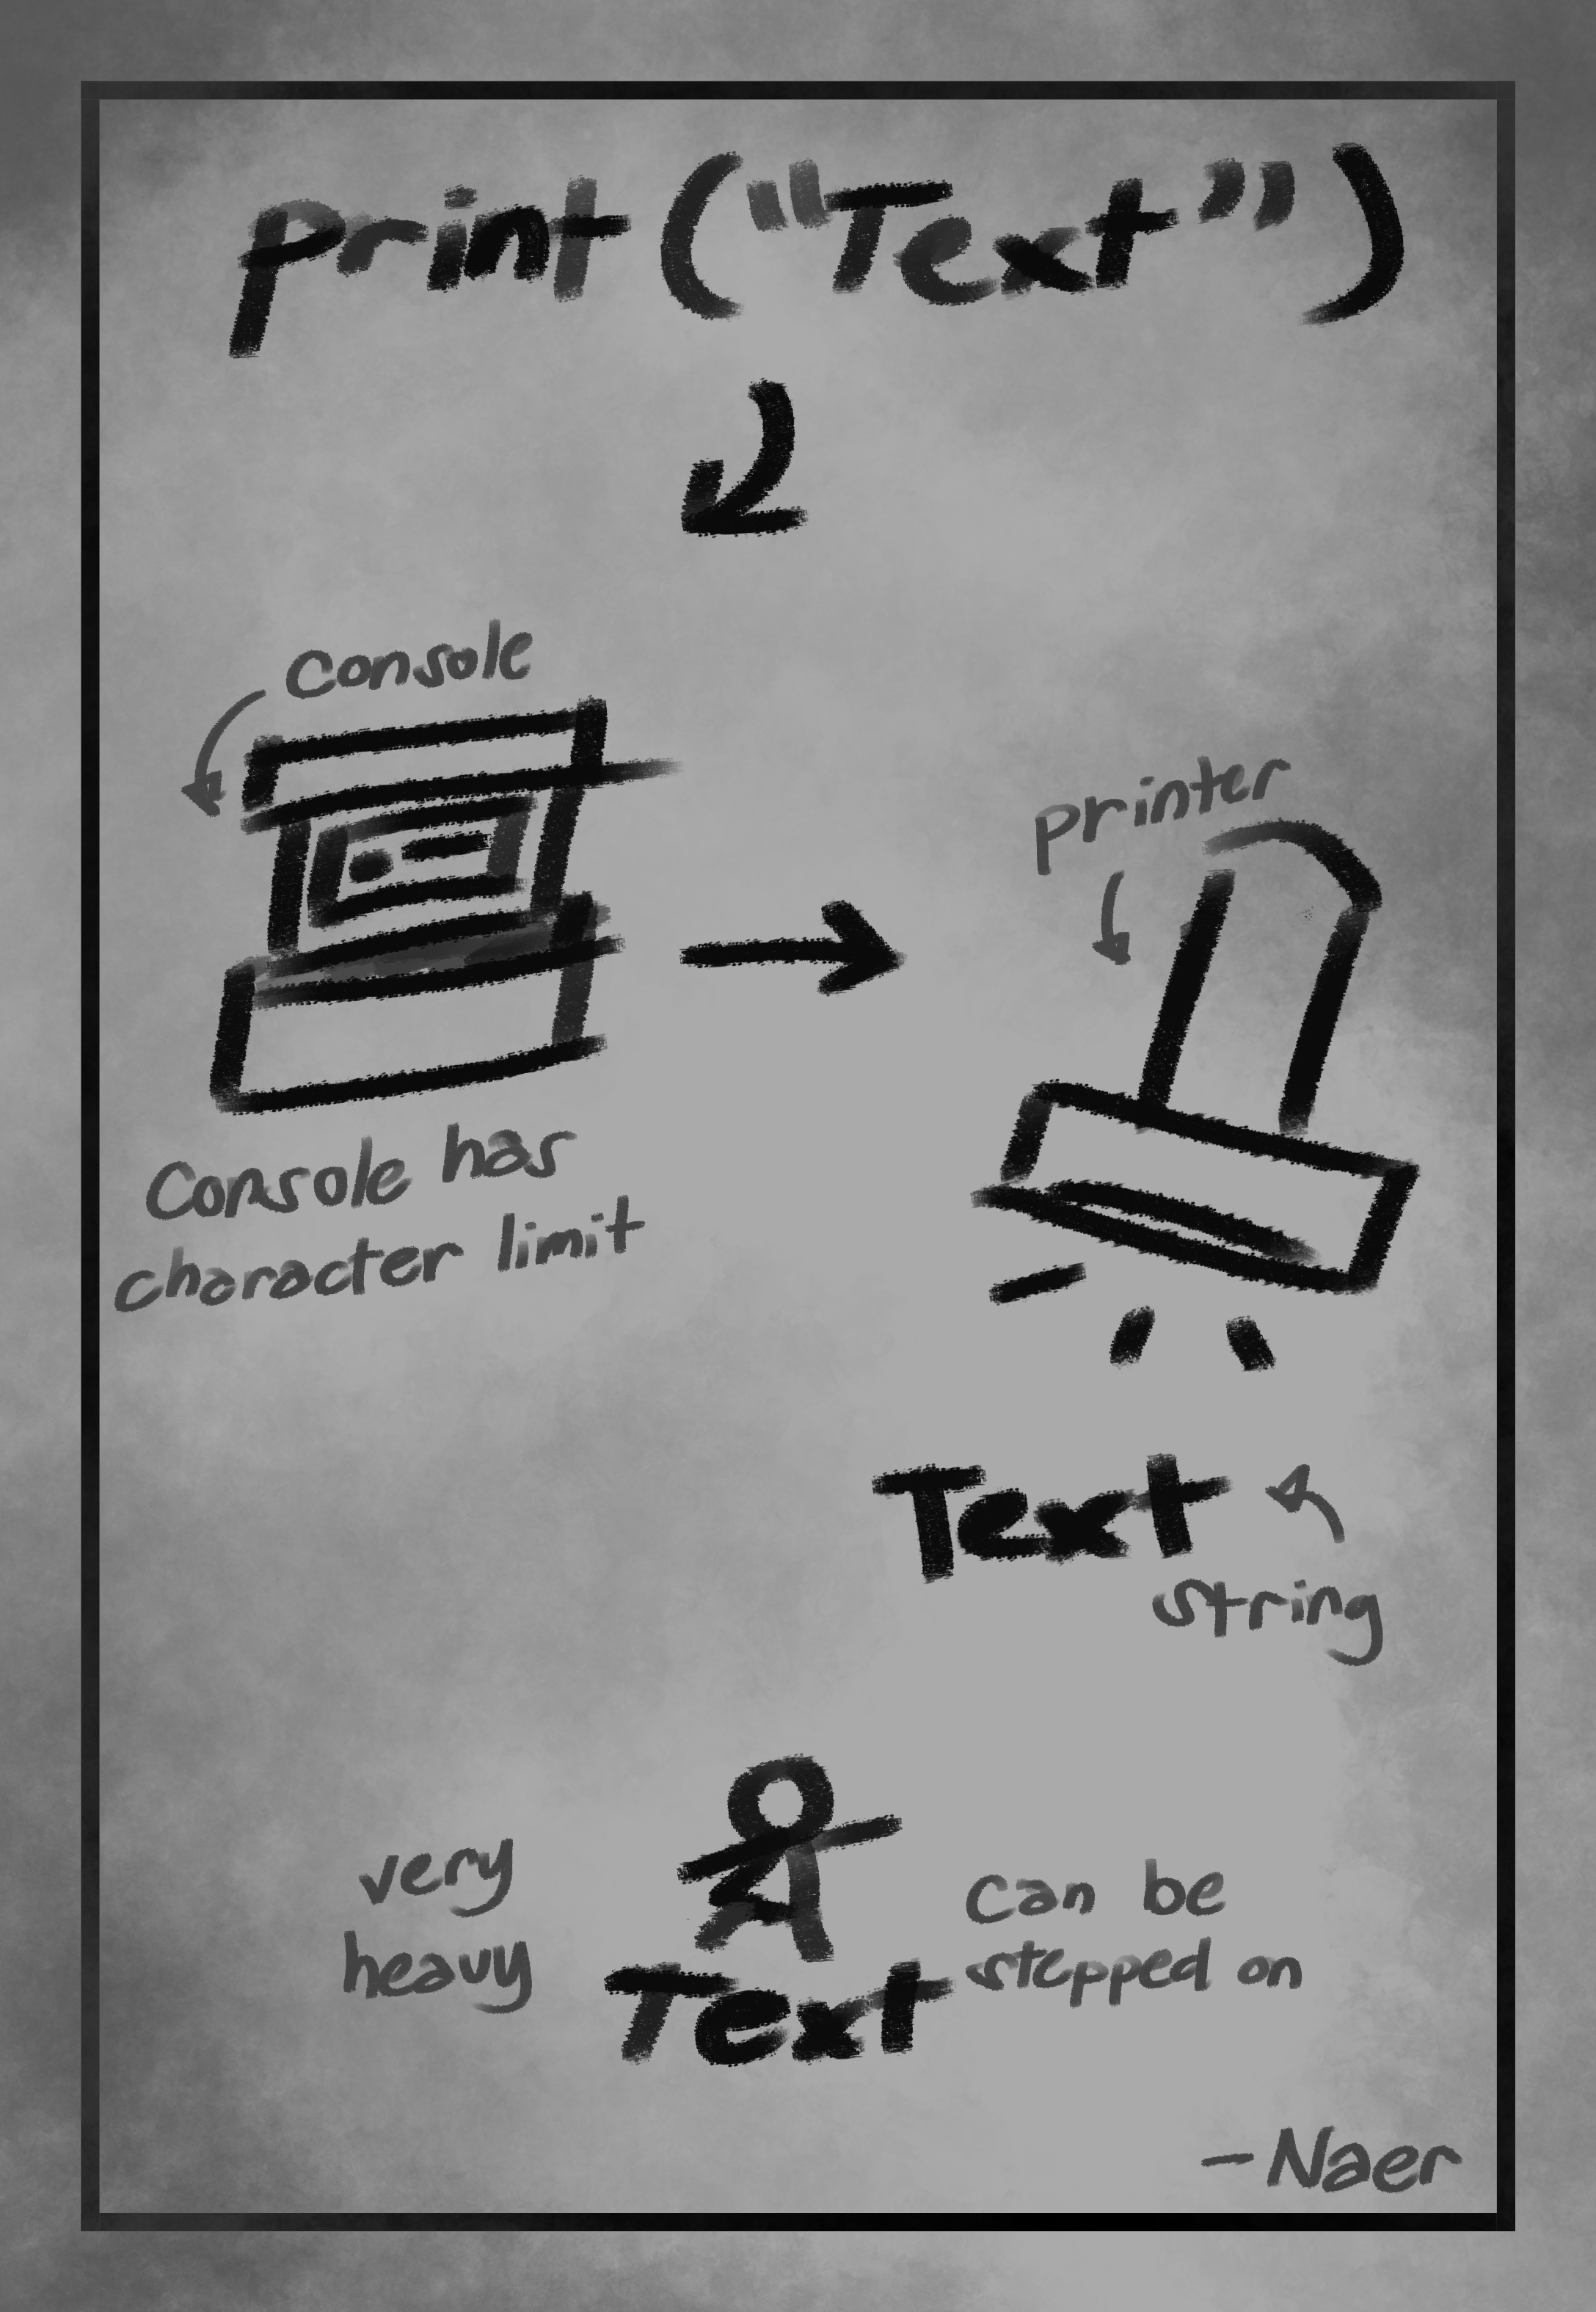 print(“Text”)
Console
printer
Console has
character limit
Text
string
very
heavy
Can be
stepped on
Text
-Naer